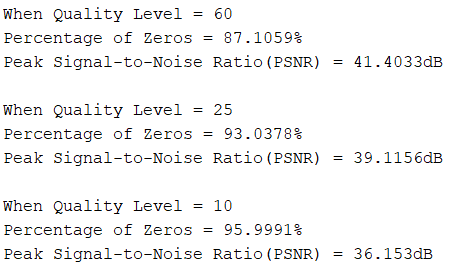 When Quality Level = 60
Percentage of Zeros = 87.1059%
Peak Signal-to-Noise Ratio(PSNR) = 41.4033dB
When Quality Level = 25
Percentage of Zeros = 93.0378%
Peak Signal-to-Noise Ratio(PSNR) = 39.1156dB
When Quality Level = 10
Percentage of Zeros = 95.9991%
Peak Signal-to-Noise Ratio(PSNR) = 36.153dB